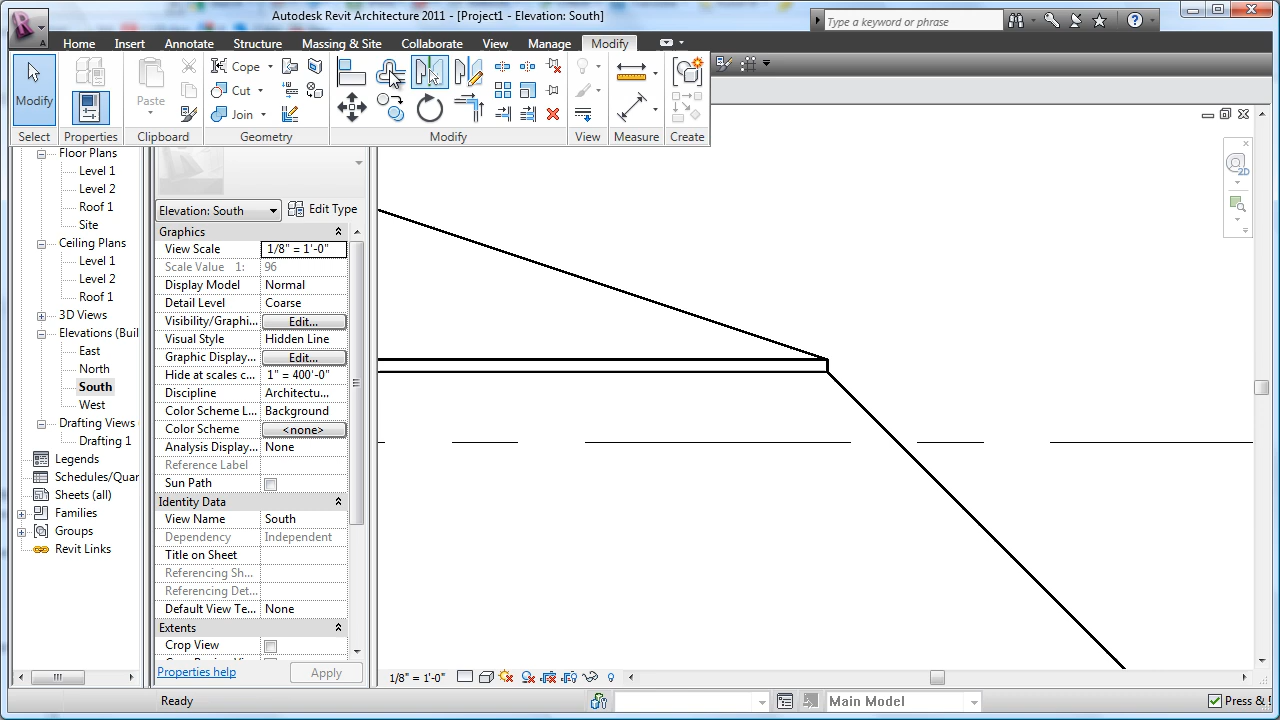 Autodesk Revit Architecture 2011 - [Project1 - Elevation: South]
Type a keyword or phrase
Home Insert Annotate Structure Massing & Site Collaborate View Manage Modify
Modify Paste Cope Cut Join
Select Properties Clipboard Geometry Modify View Measure Create
Floor Plans
Level 1
Level 2
Roof 1
Site
Ceiling Plans
Level 1
Level 2
Roof 1
3D Views
Elevations (Buil
East
North
South
West
Drafting Views
Drafting 1
Legends
Schedules/Quar
Sheets (all)
Families
Groups
Revit Links
Elevation: South Edit Type
Graphics
View Scale 1/8" = 1'-0"
Scale Value 1: 96
Display Model Normal
Detail Level Coarse
Visibility/Graphi... Edit...
Visual Style Hidden Line
Graphic Display... Edit...
Hide at scales c... 1" = 400'-0"
Discipline Architectu...
Color Scheme L... Background
Color Scheme <none>
Analysis Display... None
Reference Label
Sun Path
Identity Data
View Name South
Dependency Independent
Title on Sheet
Referencing Sh...
Referencing Det...
Default View Te... None
Extents
Crop View
Properties help Apply
1/8" = 1'-0"
Ready Main Model Press &
2D